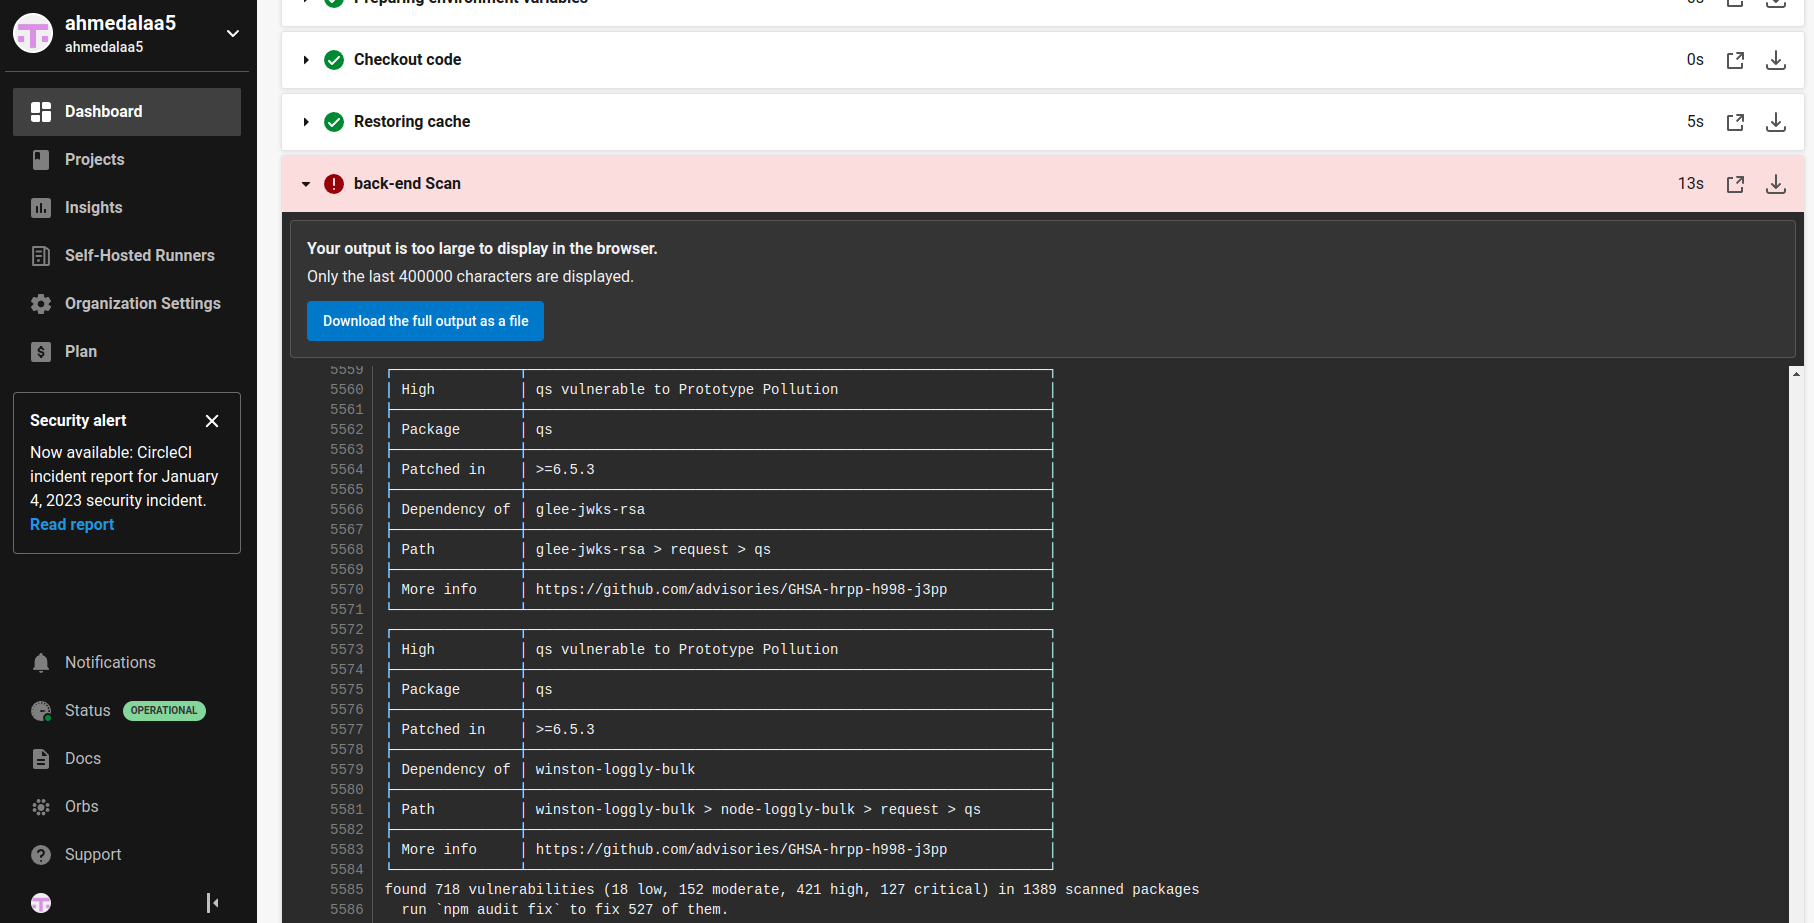 ahmedalaa5
ahmedalaa5
Dashboard
Projects
Insights
Self-Hosted Runners
Organization Settings
Plan
Security alert
Now available: CircleCI
incident report for January
4, 2023 security incident.
Read report
Notifications
Status OPERATIONAL
Docs
Orbs
Support
Preparing environment variables 0s
Checkout code 0s
Restoring cache 5s
back-end Scan 13s
Your output is too large to display in the browser.
Only the last 400000 characters are displayed.
Download the full output as a file
5559
5560 High qs vulnerable to Prototype Pollution
5561
5562 Package qs
5563
5564 Patched in >=6.5.3
5565
5566 Dependency of glee-jwks-rsa
5567
5568 Path glee-jwks-rsa > request > qs
5569
5570 More info https://github.com/advisories/GHSA-hrpp-h998-j3pp
5571
5572
5573 High qs vulnerable to Prototype Pollution
5574
5575 Package qs
5576
5577 Patched in >=6.5.3
5578
5579 Dependency of winston-loggly-bulk
5580
5581 Path winston-loggly-bulk > node-loggly-bulk > request > qs
5582
5583 More info https://github.com/advisories/GHSA-hrpp-h998-j3pp
5584
5585 found 718 vulnerabilities (18 low, 152 moderate, 421 high, 127 critical) in 1389 scanned packages
5586 run `npm audit fix` to fix 527 of them.